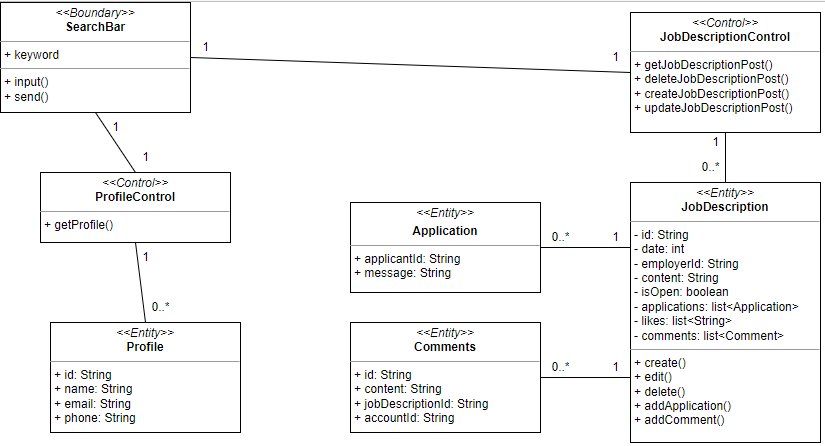 <<Boundary>>
SearchBar
+ keyword
+ input()
+ send()
1
1
<<Control>>
JobDescriptionControl
+ getJobDescriptionPost()
+ deleteJobDescriptionPost()
+ createJobDescriptionPost()
+ updateJobDescriptionPost()
1
1
<<Control>>
ProfileControl
+ getProfile()
1
0..*
1
0..*
<<Entity>>
Profile
+ id: String
+ name: String
+ email: String
+ phone: String
<<Entity>>
Application
+ applicantId: String
+ message: String
0..*
1
<<Entity>>
Comments
+ id: String
+ content: String
+ jobDescriptionId: String
+ accountId: String
0..*
1
<<Entity>>
JobDescription
- id: String
- date: int
- employerId: String
- content: String
- isOpen: boolean
- applications: list<Application>
- likes: list<String>
- comments: list<Comment>
+ create()
+ edit()
+ delete()
+ addApplication()
+ addComment()